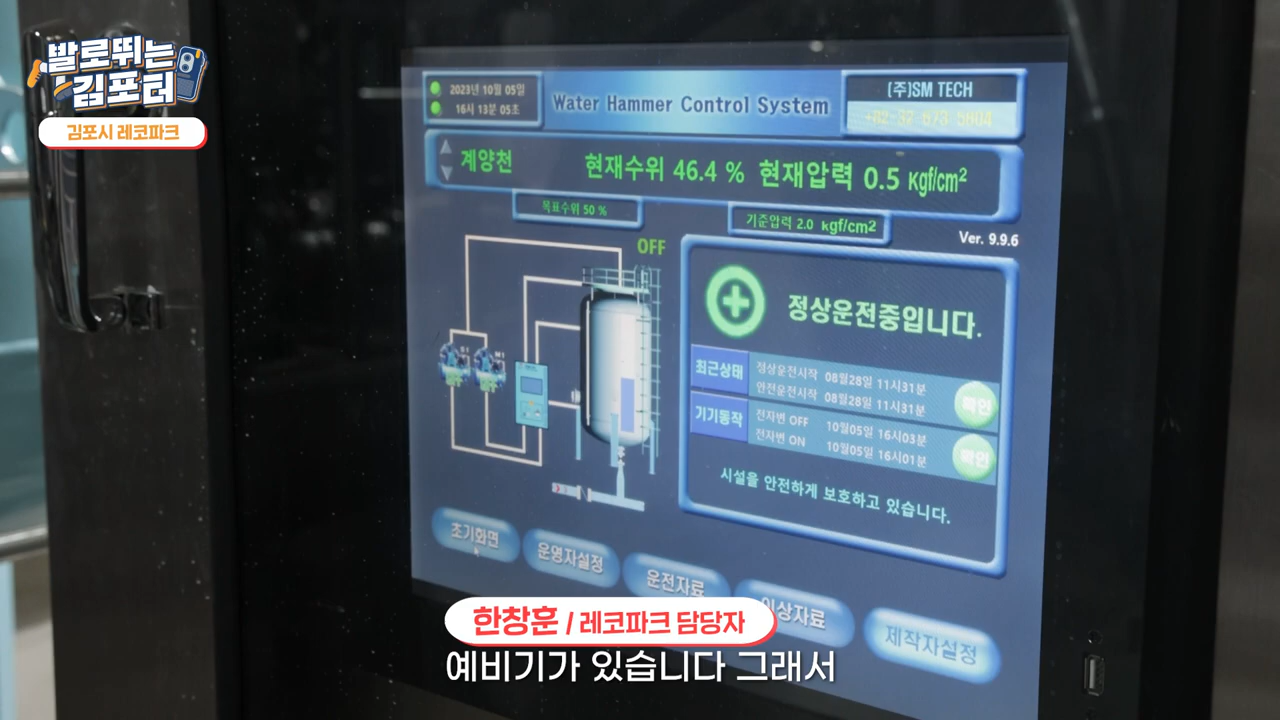 발로뛰는
김포터
김포시 레코파크
2023년 10월 05일
16시 13분 05초
Water Hammer Control System
(주)SM TECH
계양천
현재수위 46.4 % 현재압력 0.5 kgf/cm²
목표수위 50 %
기준압력 2.0 kgf/cm²
OFF
Ver. 9.9.6
정상운전중입니다.
최근상태
정상운전시작 08월28일 11시31분
안전운전시작 08월28일 11시31분
확인
기기동작
전자변 OFF 10월05일 16시03분
전자변 ON 10월05일 16시01분
확인
시설을 안전하게 보호하고 있습니다.
초기화면
운영자설정
운전자료
이상자료
제작자설정
한창훈 / 레코파크 담당자
예비기가 있습니다 그래서